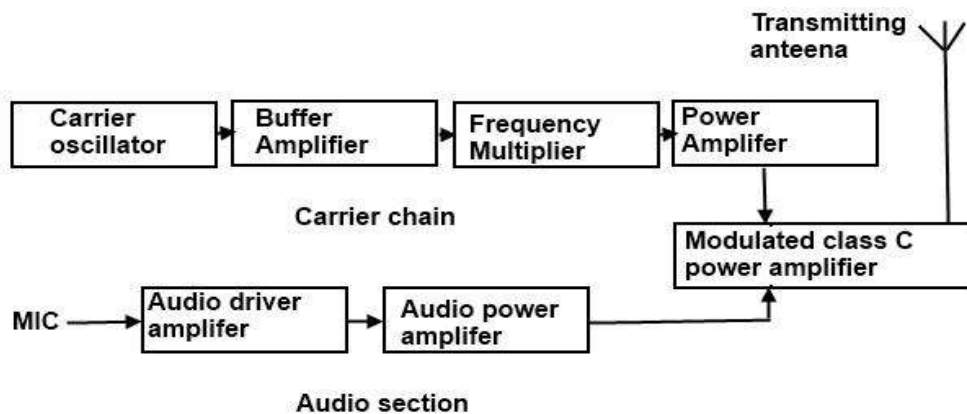 Transmitting
anteena
Carrier
oscillator
Buffer
Amplifier
Frequency
Multiplier
Power
Amplifer
Carrier chain
Modulated class C
power amplifier
MIC
Audio driver
amplifer
Audio power
amplifer
Audio section